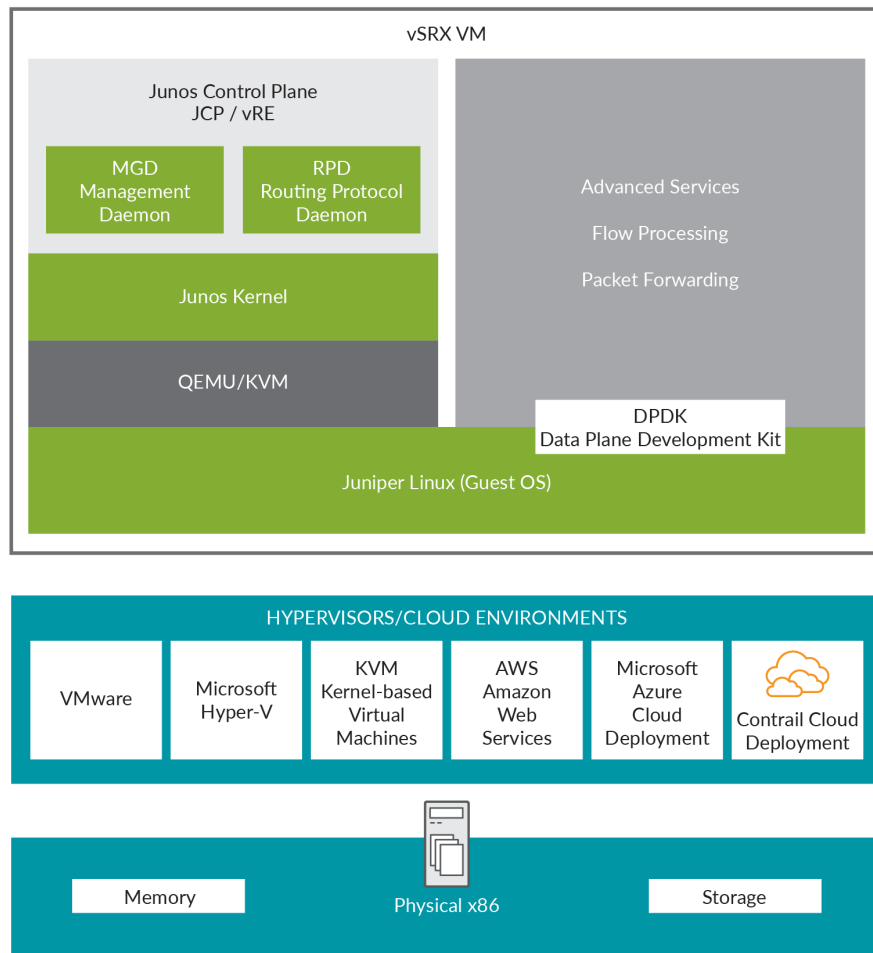 vSRX VM
Junos Control Plane
JCP / vRE
MGD
Management
Daemon
RPD
Routing Protocol
Daemon
Junos Kernel
QEMU/KVM
Advanced Services
Flow Processing
Packet Forwarding
DPDK
Data Plane Development Kit
Juniper Linux (Guest OS)
HYPERVISORS/CLOUD ENVIRONMENTS
VMware
Microsoft
Hyper-V
KVM
Kernel-based
Virtual
Machines
AWS
Amazon
Web
Services
Microsoft
Azure
Cloud
Deployment
Contrail Cloud
Deployment
Memory
Physical x86
Storage